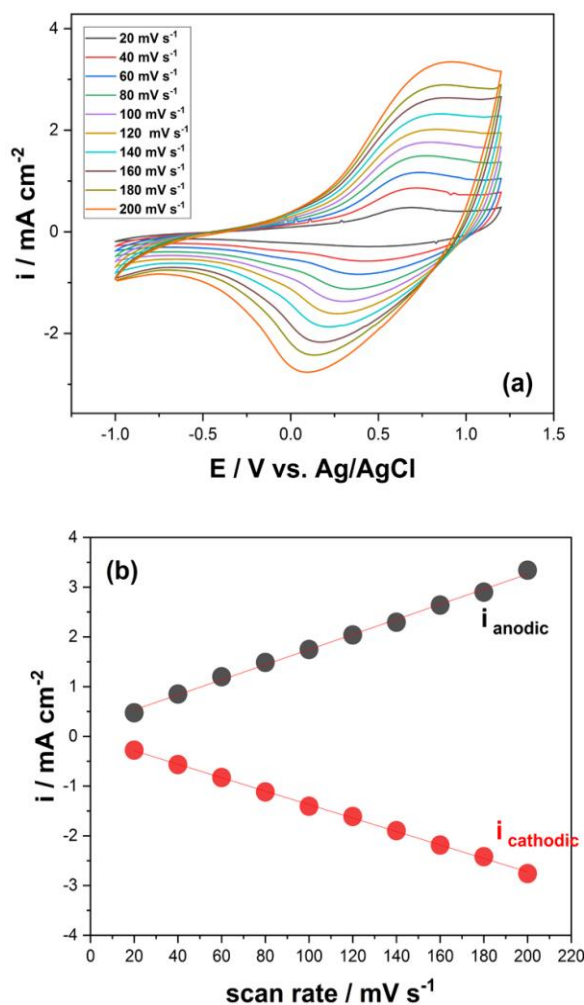 4
2
0
-2
i / mA cm⁻²
20 mV s⁻¹
40 mV s⁻¹
60 mV s⁻¹
80 mV s⁻¹
100 mV s⁻¹
120 mV s⁻¹
140 mV s⁻¹
160 mV s⁻¹
180 mV s⁻¹
200 mV s⁻¹
(a)
-1.0 -0.5 0.0 0.5 1.0 1.5
E / V vs. Ag/AgCl
(b)
4
3
2
1
0
-1
-2
-3
-4
i / mA cm⁻²
i anodic
i cathodic
0 20 40 60 80 100 120 140 160 180 200 220
scan rate / mV s⁻¹